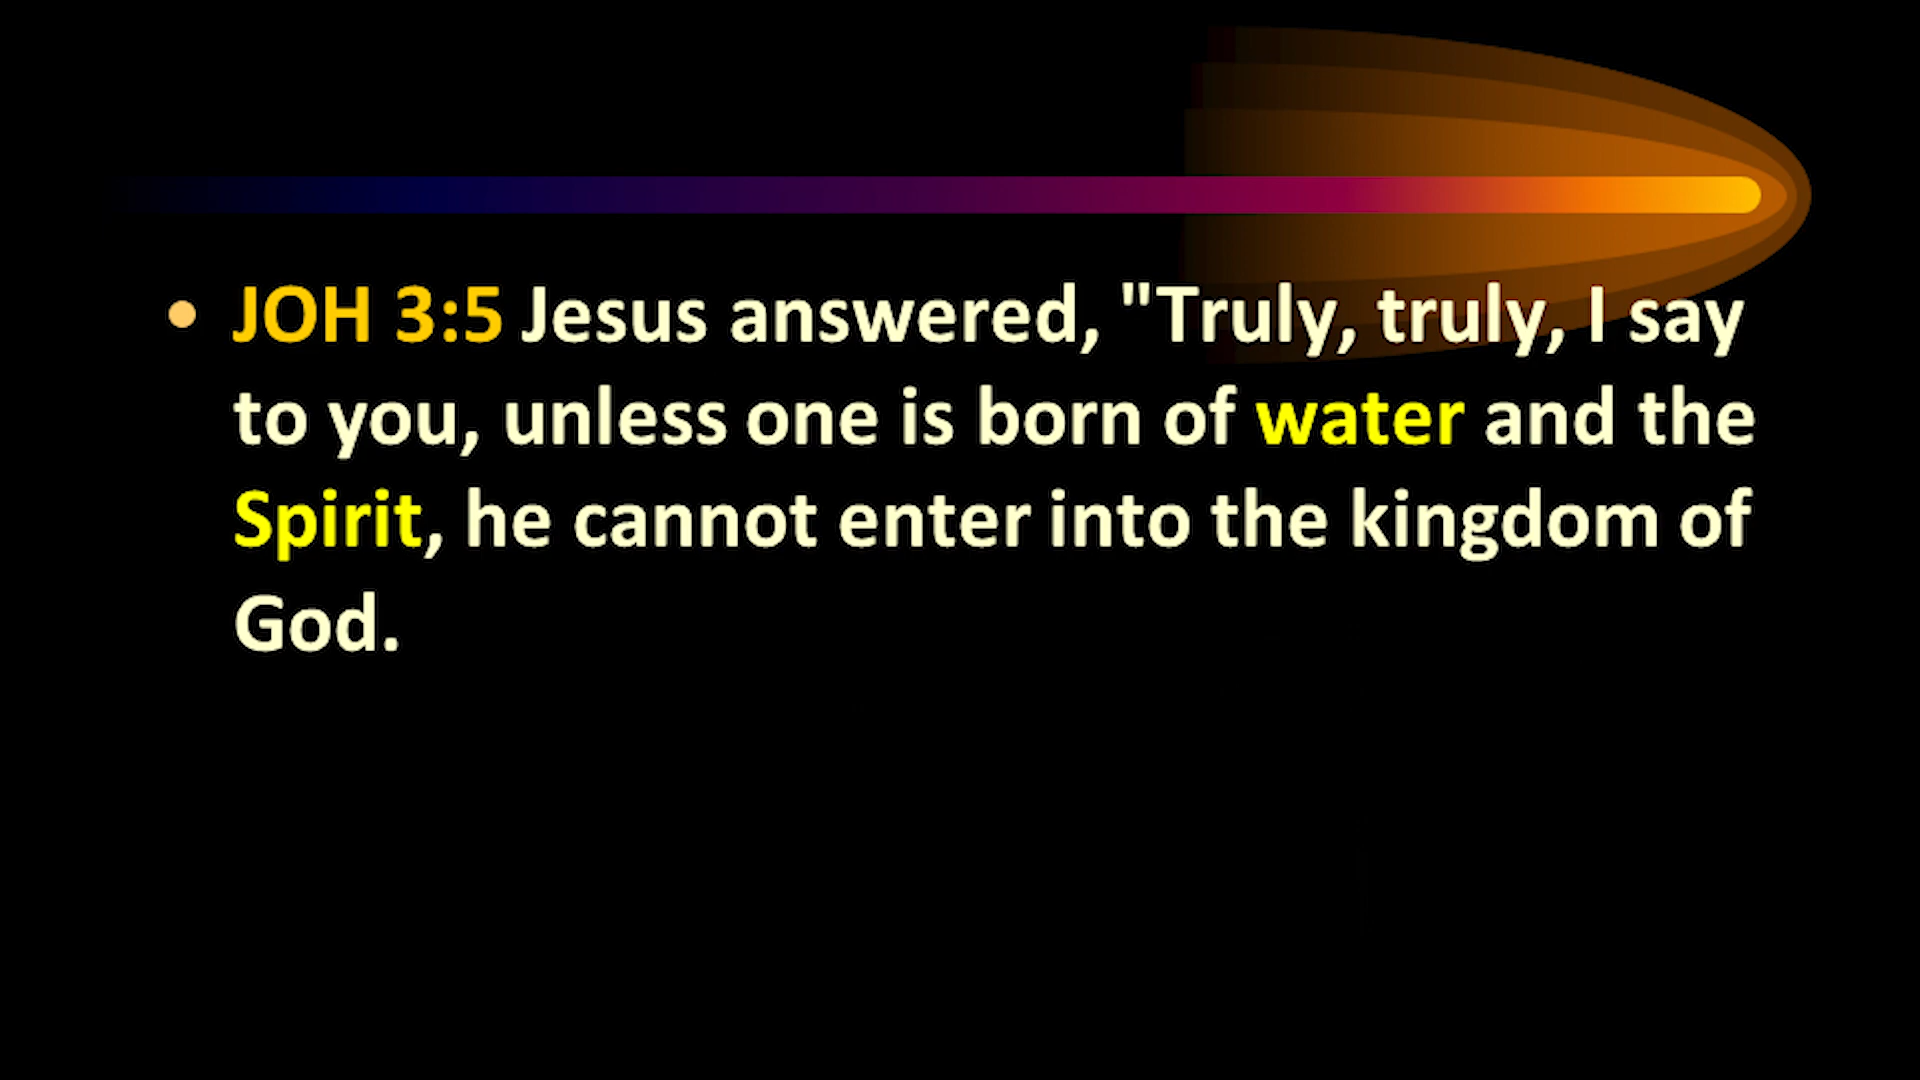 • JOH 3:5 Jesus answered, "Truly, truly, I say
to you, unless one is born of water and the
Spirit, he cannot enter into the kingdom of
God.